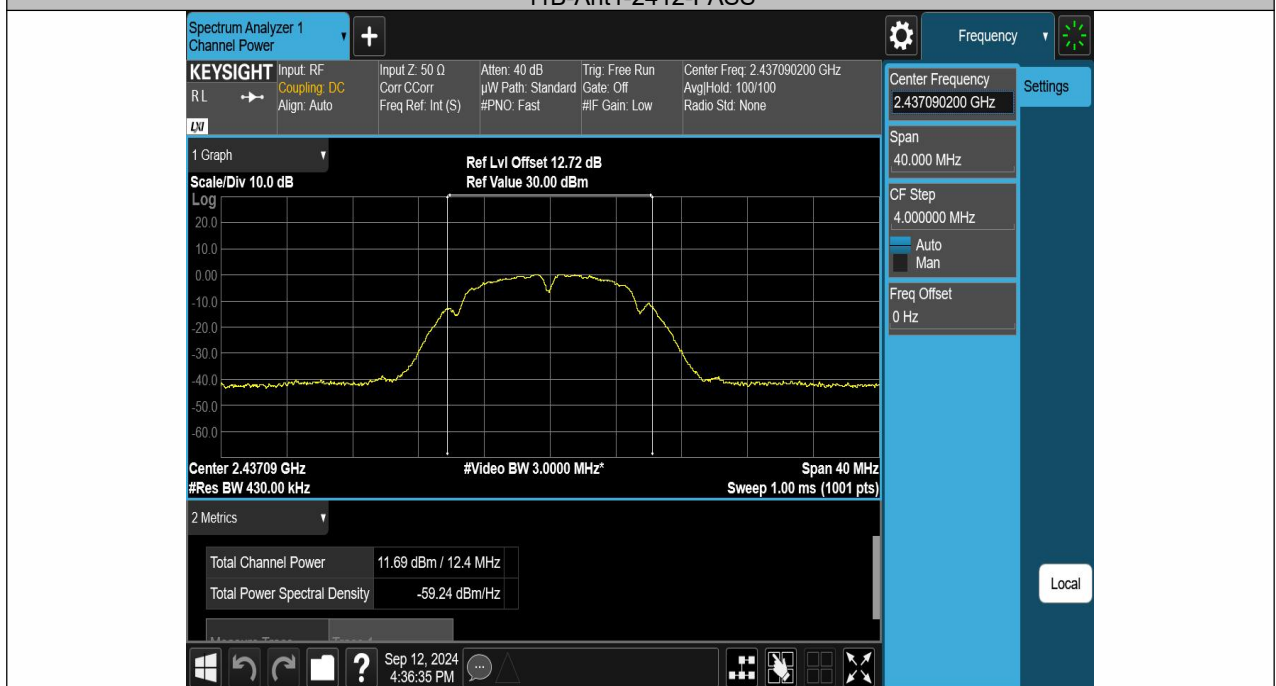 11B-Ant1-2412-PASS
Spectrum Analyzer 1
Channel Power
Frequency
KEYSIGHT
R L
LXI
Input: RF
Coupling: DC
Align: Auto
Input Z: 50 Ω
Corr CCorr
Freq Ref: Int (S)
Atten: 40 dB
µW Path: Standard
#PNO: Fast
Trig: Free Run
Gate: Off
#IF Gain: Low
Center Freq: 2.437090200 GHz
Avg|Hold: 100/100
Radio Std: None
Center Frequency
2.437090200 GHz
Settings
Span
40.000 MHz
CF Step
4.000000 MHz
Auto
Man
Freq Offset
0 Hz
Local
1 Graph
Scale/Div 10.0 dB
Ref Lvl Offset 12.72 dB
Ref Value 30.00 dBm
Log
20.0
10.0
0.00
-10.0
-20.0
-30.0
-40.0
-50.0
-60.0
Center 2.43709 GHz
#Res BW 430.00 kHz
#Video BW 3.0000 MHz*
Span 40 MHz
Sweep 1.00 ms (1001 pts)
2 Metrics
Total Channel Power 11.69 dBm / 12.4 MHz
Total Power Spectral Density -59.24 dBm/Hz
?
Sep 12, 2024
4:36:35 PM